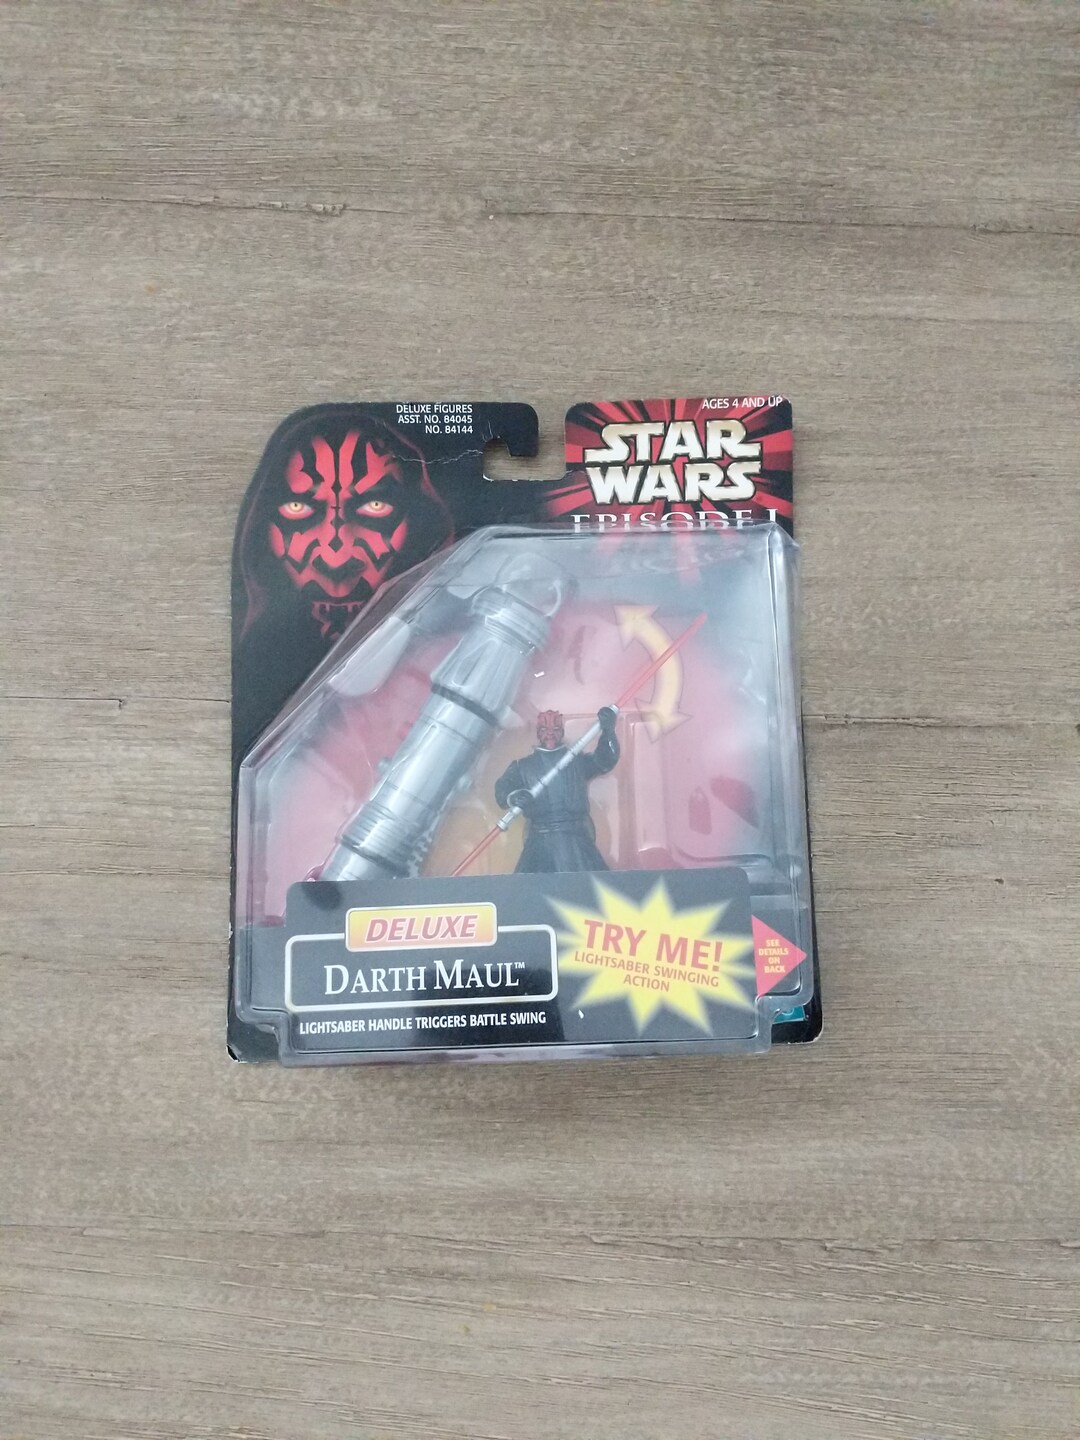 DELUXE FIGURES
ASST. NO. 84045
NO. 84144
AGES 4 AND UP
STAR
WARS
EPISODE I
DELUXE
DARTH MAUL™
LIGHTSABER HANDLE TRIGGERS BATTLE SWING
TRY ME!
LIGHTSABER SWINGING
ACTION
SEE
DETAILS
ON
BACK